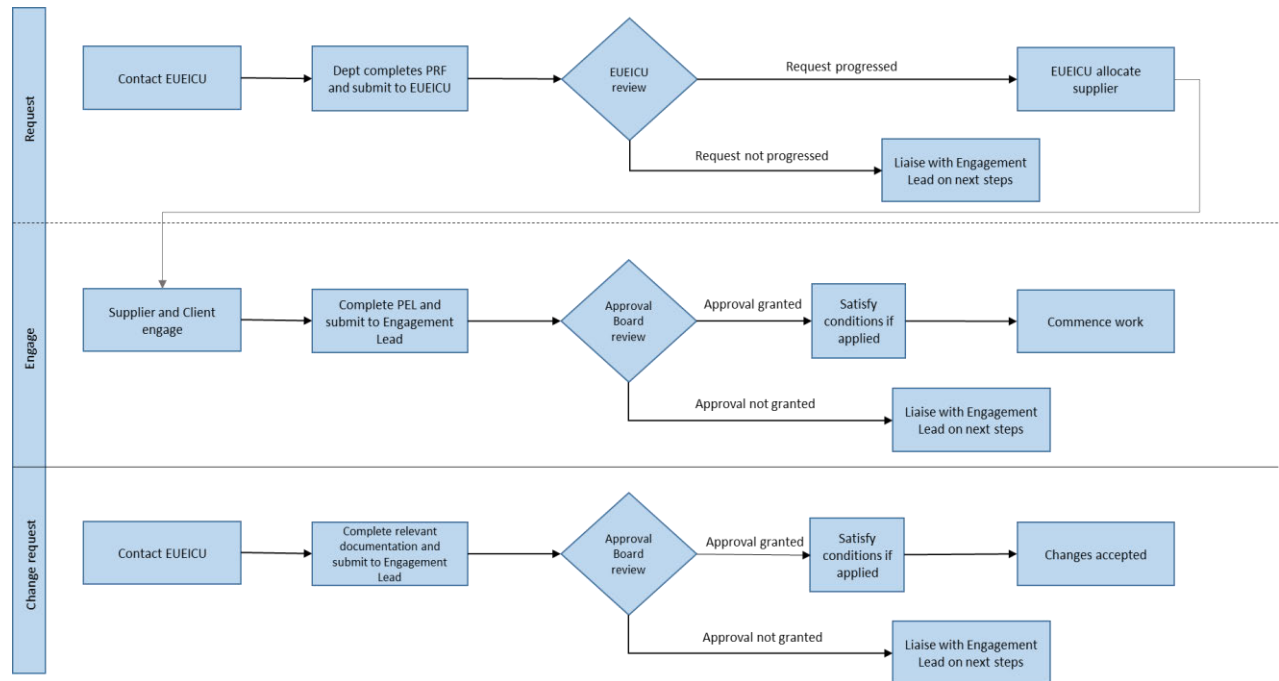 Request
Contact EUEICU
Dept completes PRF
and submit to EUEICU
EUEICU
review
Request progressed
EUEICU allocate
supplier
Request not progressed
Liaise with Engagement
Lead on next steps
Engage
Supplier and Client
engage
Complete PEL and
submit to Engagement
Lead
Approval
Board
review
Approval granted
Satisfy
conditions if
applied
Commence work
Approval not granted
Liaise with Engagement
Lead on next steps
Change request
Contact EUEICU
Complete relevant
documentation and
submit to Engagement
Lead
Approval
Board
review
Approval granted
Satisfy
conditions if
applied
Changes accepted
Approval not granted
Liaise with Engagement
Lead on next steps